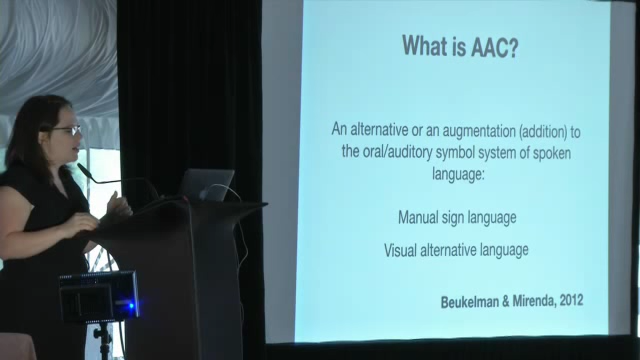 What is AAC?
An alternative or an augmentation (addition) to
the oral/auditory symbol system of spoken
language:
Manual sign language
Visual alternative language
Beukelman & Mirenda, 2012